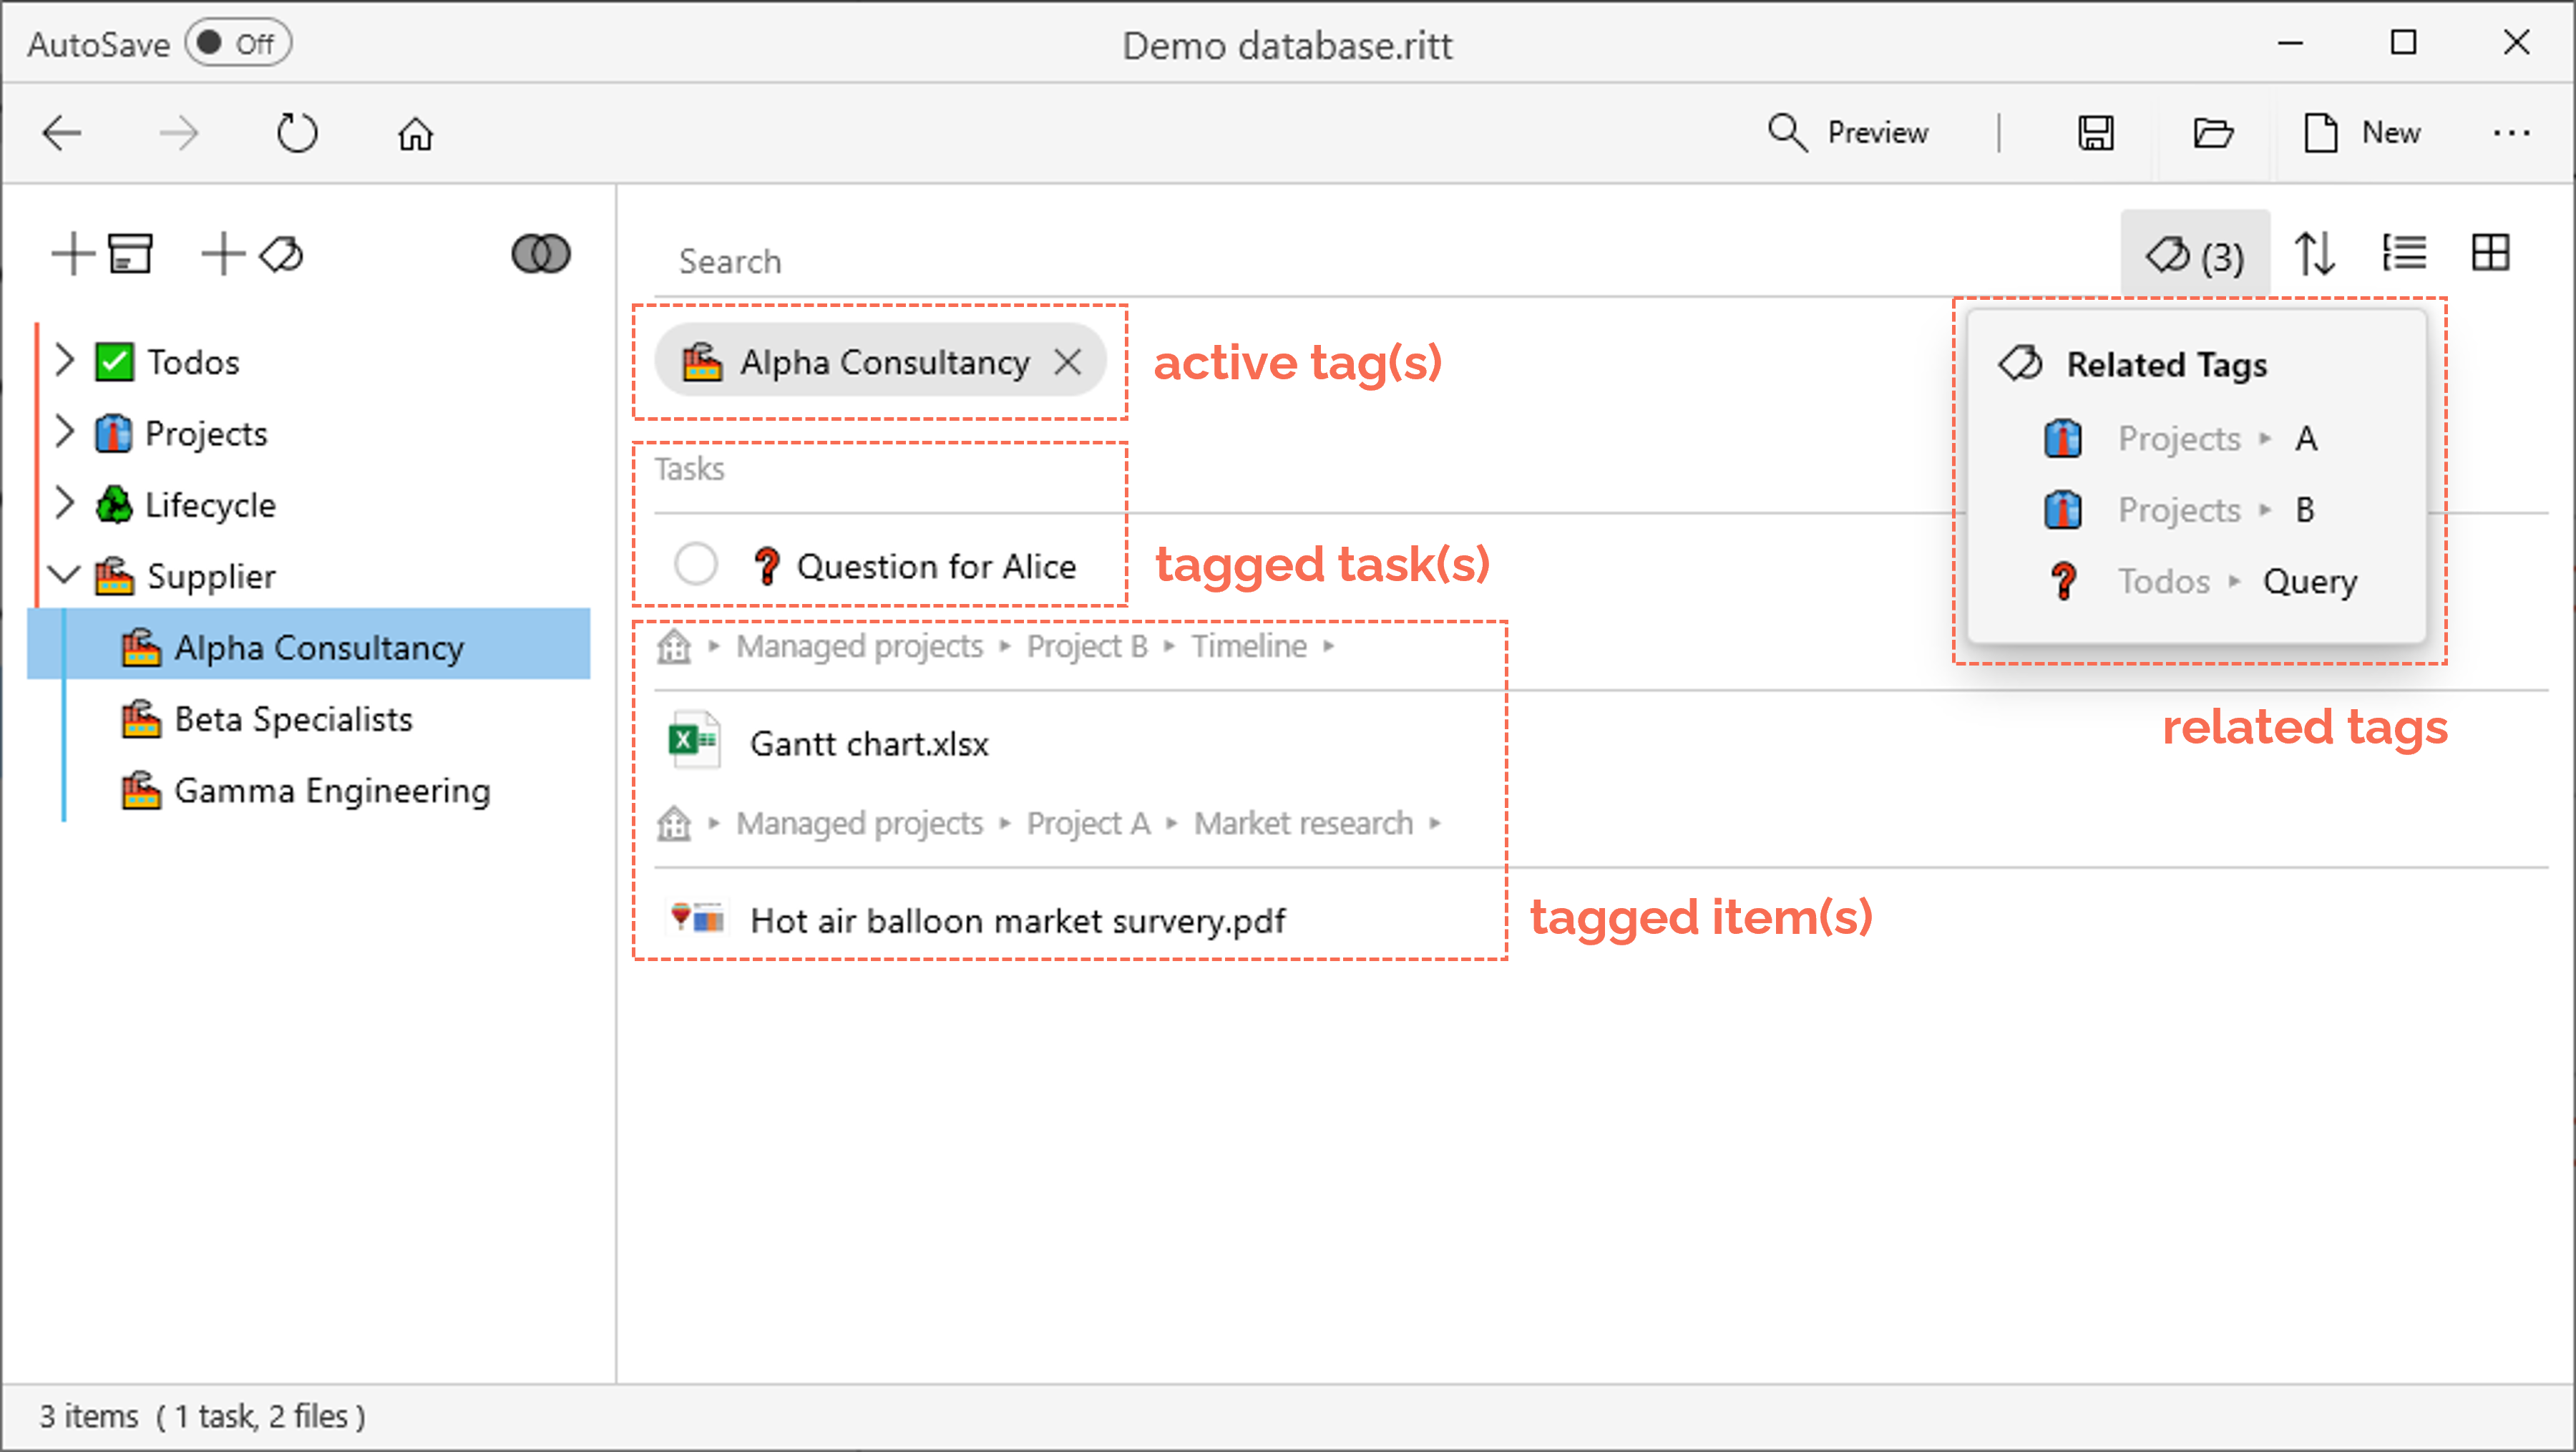 AutoSave Off
Demo database.ritt
Preview
New
Search
(3)
Todos
Projects
Lifecycle
Supplier
Alpha Consultancy
Beta Specialists
Gamma Engineering
Alpha Consultancy
active tag(s)
Tasks
Question for Alice
tagged task(s)
Managed projects ▸ Project B ▸ Timeline ▸
Gantt chart.xlsx
Managed projects ▸ Project A ▸ Market research ▸
Hot air balloon market survery.pdf
tagged item(s)
Related Tags
Projects ▸ A
Projects ▸ B
Todos ▸ Query
related tags
3 items ( 1 task, 2 files )